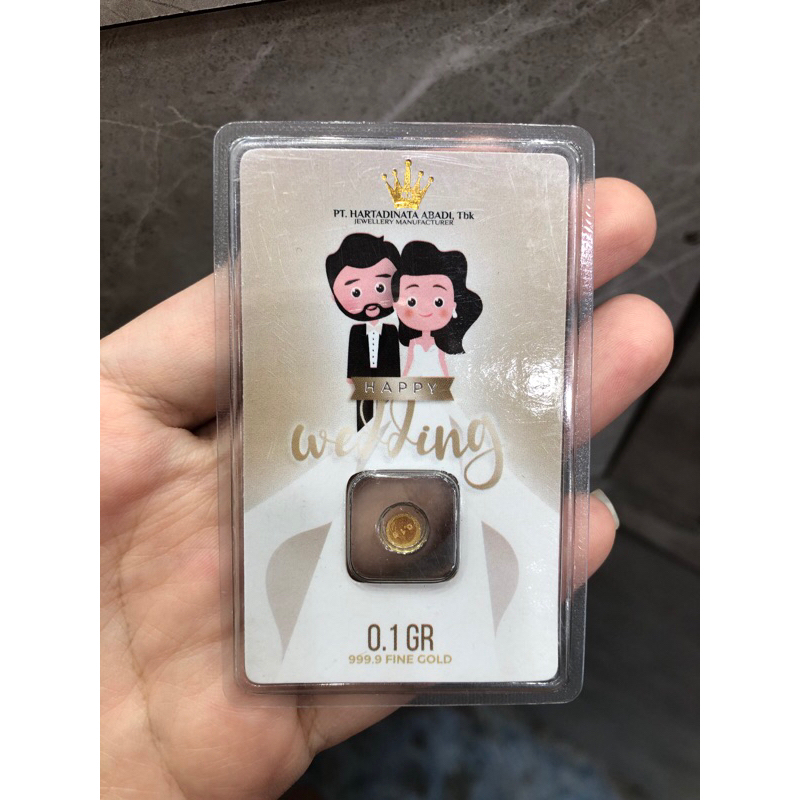 PT. HARTADINATA ABADI, Tbk
JEWELLERY MANUFACTURER
HAPPY
wedding
0.1 GR
999.9 FINE GOLD